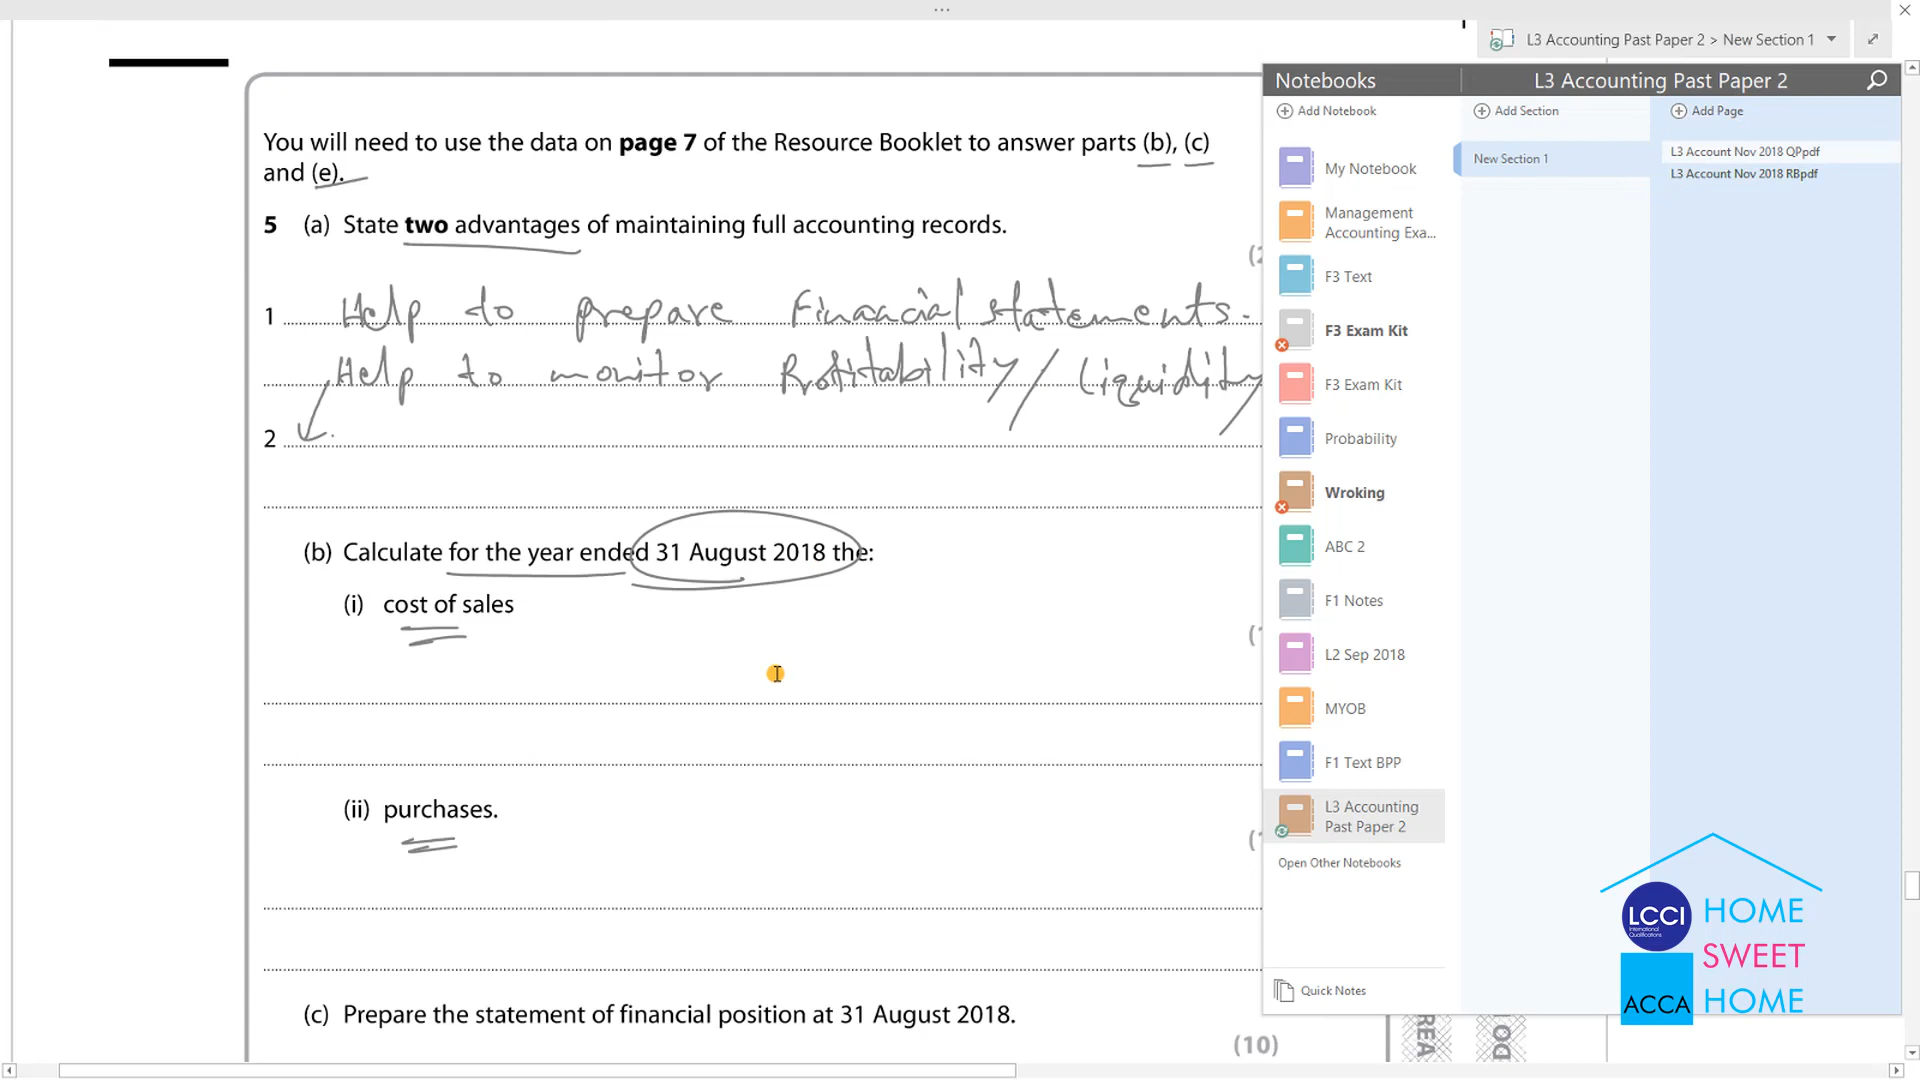 L3 Accounting Past Paper 2 > New Section 1
You will need to use the data on page 7 of the Resource Booklet to answer parts (b), (c)
and (e).
5 (a) State two advantages of maintaining full accounting records.
1 Help to prepare Financial statements.
Help to monitor Profitability/ Liquidity
2
(b) Calculate for the year ended 31 August 2018 the:
(i) cost of sales
(ii) purchases.
(c) Prepare the statement of financial position at 31 August 2018.
(10)
Notebooks
L3 Accounting Past Paper 2
Add Notebook
Add Section
Add Page
My Notebook
Management
Accounting Exa...
F3 Text
F3 Exam Kit
F3 Exam Kit
Probability
Wroking
ABC 2
F1 Notes
L2 Sep 2018
MYOB
F1 Text BPP
L3 Accounting
Past Paper 2
Open Other Notebooks
Quick Notes
New Section 1
L3 Account Nov 2018 QPpdf
L3 Account Nov 2018 RBpdf
LCCI
International
Qualifications
ACCA
HOME
SWEET
HOME